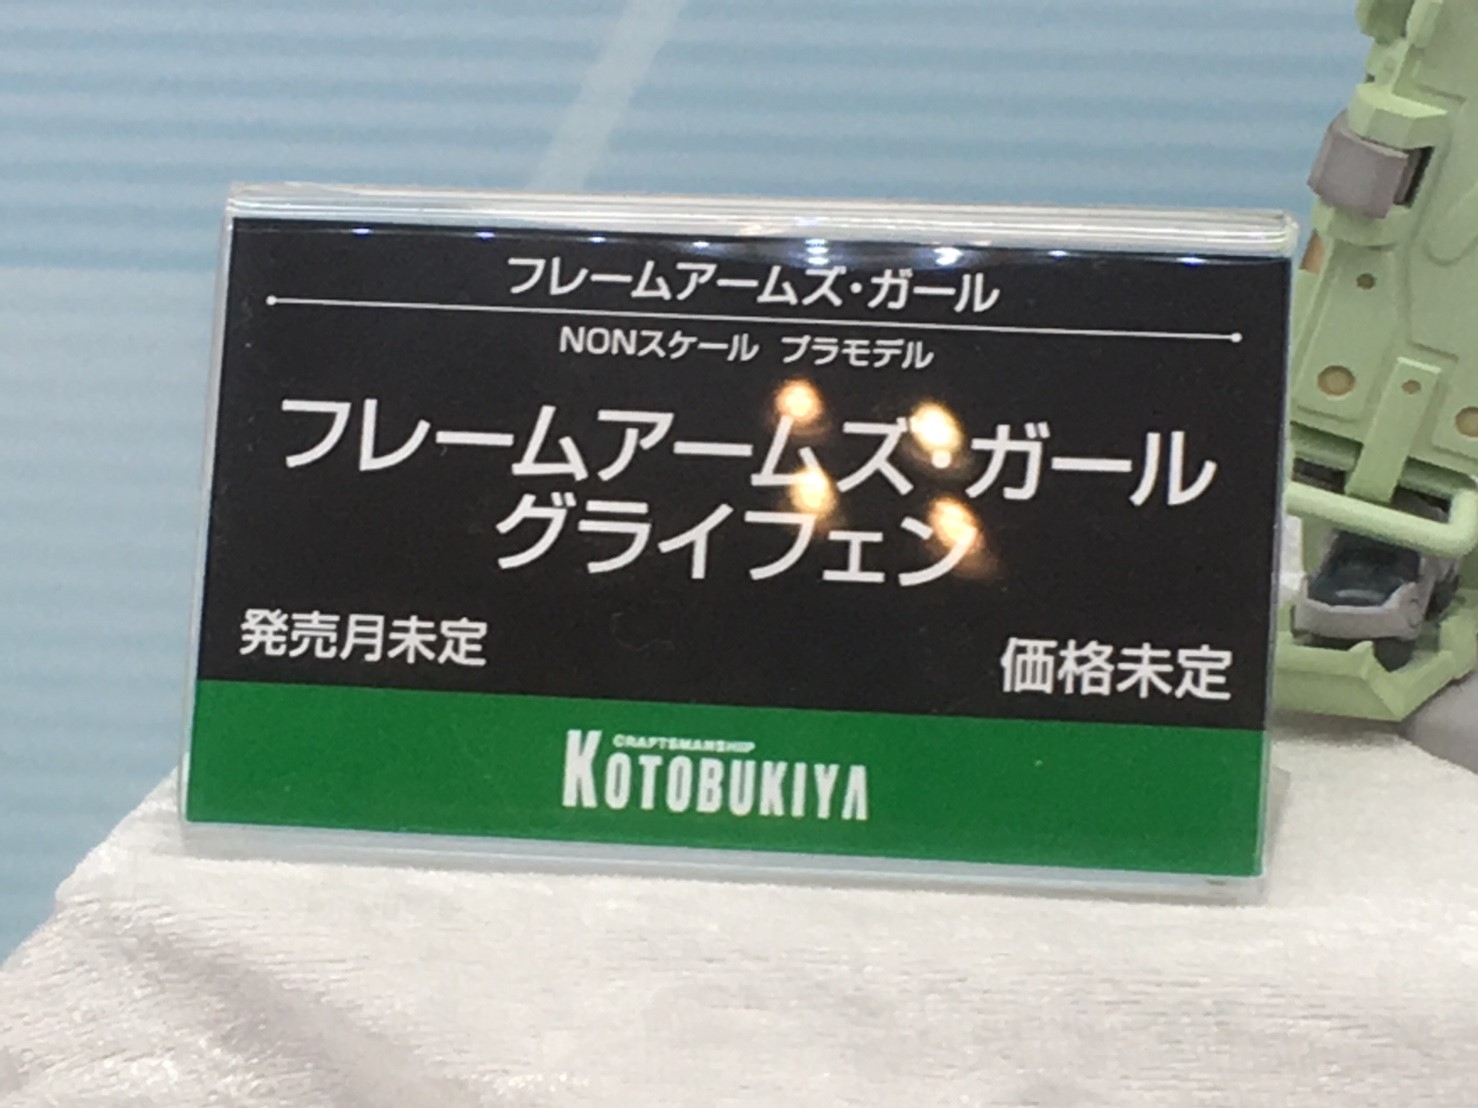 フレームアームズ・ガール
NONスケール プラモデル
フレームアームズ・ガール
グライフェン
発売月未定
価格未定
CRAFTSMANSHIP
KOTOBUKIYA